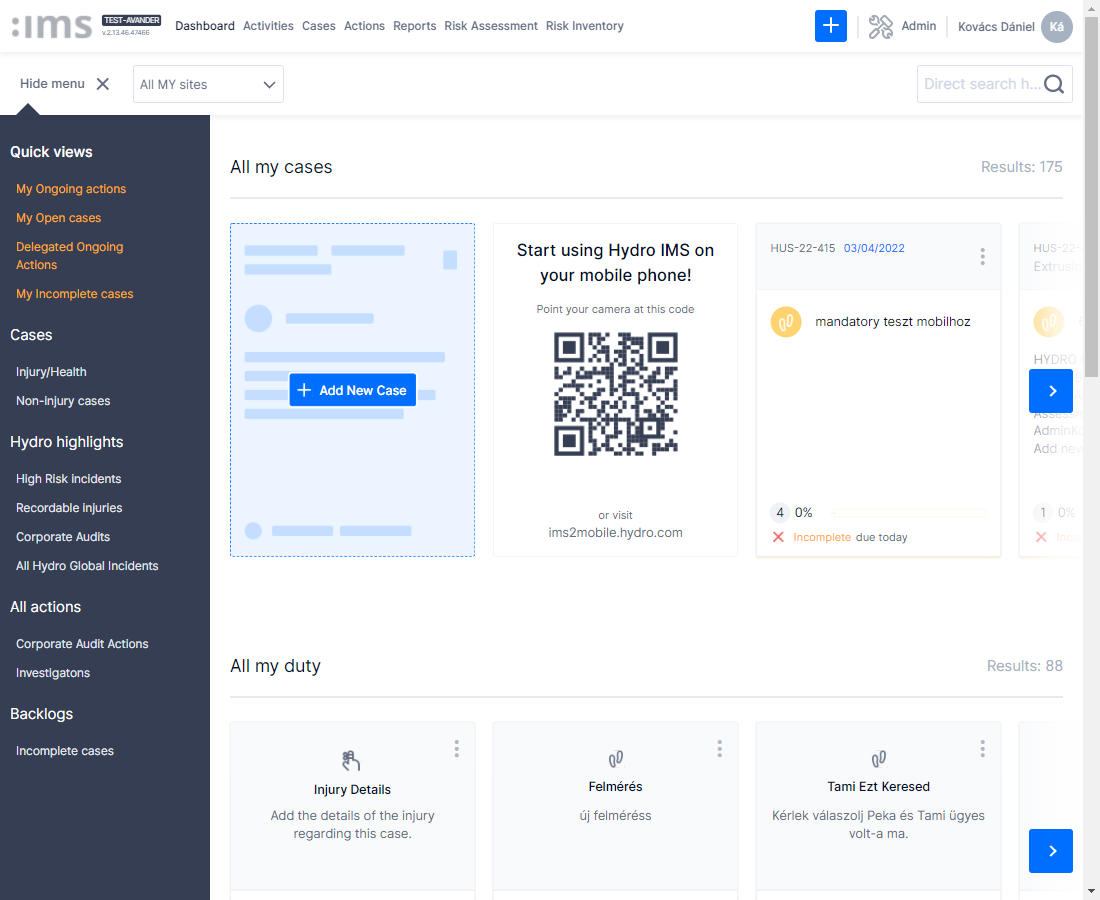 :ims
TEST-AVANDER
v.2.13.46.47466
Dashboard Activities Cases Actions Reports Risk Assessment Risk Inventory
Admin
Kovács Dániel
Ká
Hide menu
All MY sites
Direct search h...
Quick views
My Ongoing actions
My Open cases
Delegated Ongoing
Actions
My Incomplete cases
Cases
Injury/Health
Non-injury cases
Hydro highlights
High Risk incidents
Recordable injuries
Corporate Audits
All Hydro Global Incidents
All actions
Corporate Audit Actions
Investigatons
Backlogs
Incomplete cases
All my cases
Results: 175
Add New Case
Start using Hydro IMS on
your mobile phone!
Point your camera at this code
or visit
ims2mobile.hydro.com
HUS-22-415 03/04/2022
mandatory teszt mobilhoz
4 0%
Incomplete due today
HUS-22-
Extrus
HYDRO
Assess
AdminK
Add new
1 0%
Inco
All my duty
Results: 88
Injury Details
Add the details of the injury
regarding this case.
Felmérés
új felméréss
Tami Ezt Keresed
Kérlek válaszolj Peka és Tami ügyes
volt-a ma.